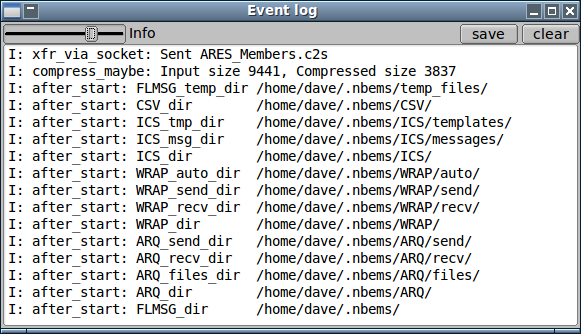 Event log
Info
save
clear
I: xfr_via_socket: Sent ARES_Members.c2s
I: compress_maybe: Input size 9441, Compressed size 3837
I: after_start: FLMSG_temp_dir /home/dave/.nbems/temp_files/
I: after_start: CSV_dir /home/dave/.nbems/CSV/
I: after_start: ICS_tmp_dir /home/dave/.nbems/ICS/templates/
I: after_start: ICS_msg_dir /home/dave/.nbems/ICS/messages/
I: after_start: ICS_dir /home/dave/.nbems/ICS/
I: after_start: WRAP_auto_dir /home/dave/.nbems/WRAP/auto/
I: after_start: WRAP_send_dir /home/dave/.nbems/WRAP/send/
I: after_start: WRAP_recv_dir /home/dave/.nbems/WRAP/recv/
I: after_start: WRAP_dir /home/dave/.nbems/WRAP/
I: after_start: ARQ_send_dir /home/dave/.nbems/ARQ/send/
I: after_start: ARQ_recv_dir /home/dave/.nbems/ARQ/recv/
I: after_start: ARQ_files_dir /home/dave/.nbems/ARQ/files/
I: after_start: ARQ_dir /home/dave/.nbems/ARQ/
I: after_start: FLMSG_dir /home/dave/.nbems/